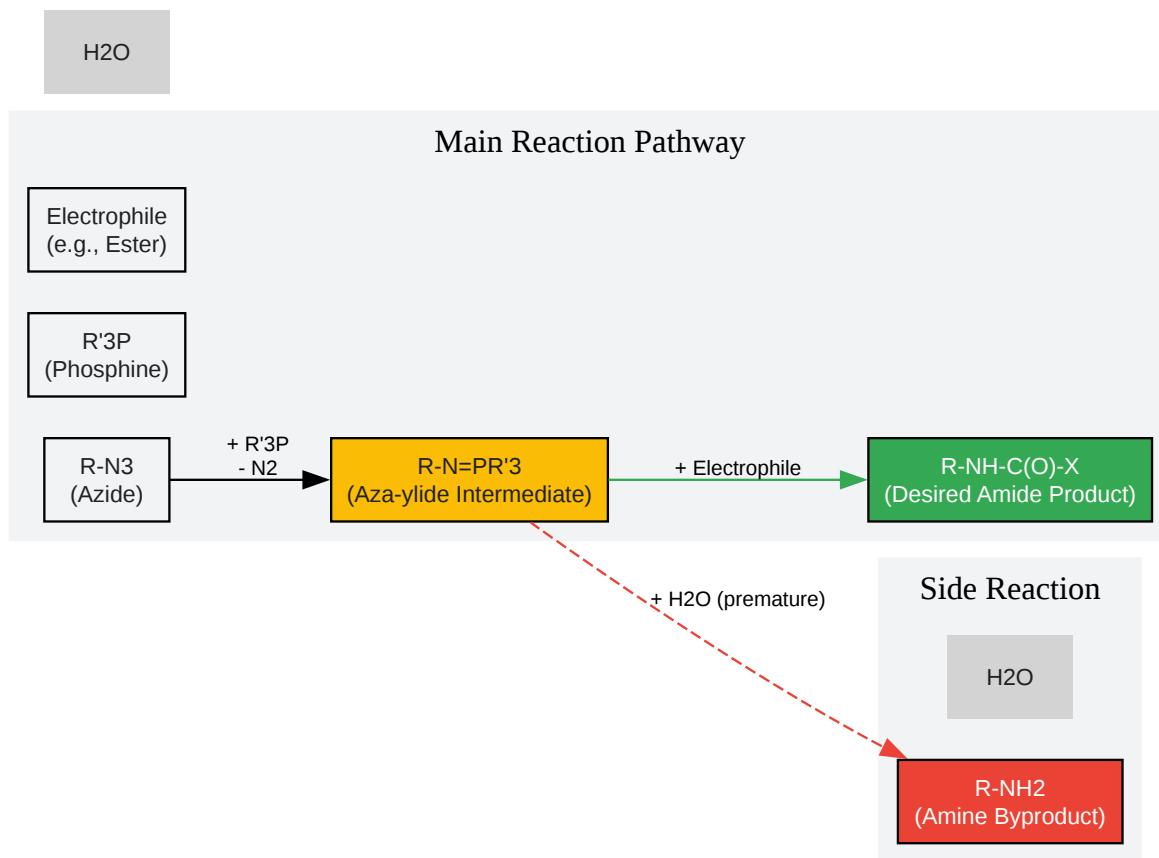 H2O
Main Reaction Pathway
Electrophile
(e.g., Ester)
R'3P
(Phosphine)
R-N3
(Azide)
+ R'3P
- N2
R-N=PR'3
(Aza-ylide Intermediate)
+ Electrophile
R-NH-C(O)-X
(Desired Amide Product)
+ H2O (premature)
Side Reaction
H2O
R-NH2
(Amine Byproduct)